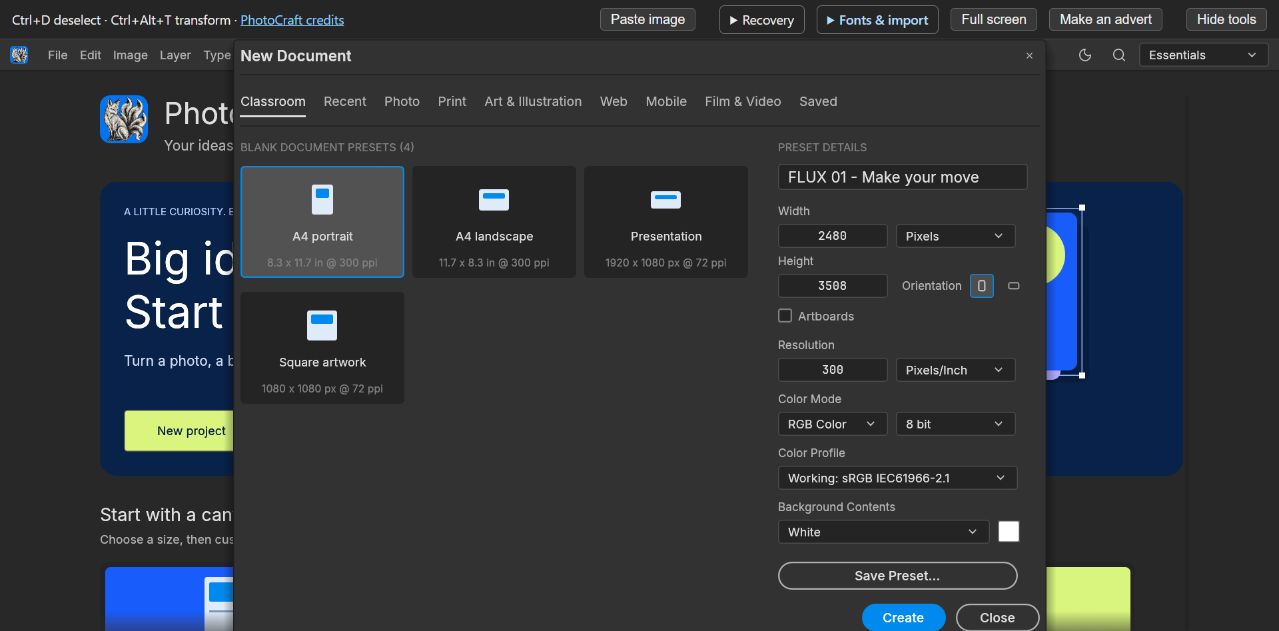 Ctrl+D deselect · Ctrl+Alt+T transform · PhotoCraft credits
Paste image
Recovery
Fonts & import
Full screen
Make an advert
Hide tools
File Edit Image Layer Type
Essentials
New Document
Classroom Recent Photo Print Art & Illustration Web Mobile Film & Video Saved
Your ideas
A LITTLE CURIOSITY.
Big
Start
Turn a photo, a
New project
Start with a
Choose a size, then
BLANK DOCUMENT PRESETS (4)
A4 portrait
8.3 x 11.7 in @ 300 ppi
A4 landscape
11.7 x 8.3 in @ 300 ppi
Presentation
1920 x 1080 px @ 72 ppi
Square artwork
1080 x 1080 px @ 72 ppi
PRESET DETAILS
FLUX 01 - Make your move
Width
2480 Pixels
Height
3508 Orientation
Artboards
Resolution
300 Pixels/Inch
Color Mode
RGB Color 8 bit
Color Profile
Working: sRGB IEC61966-2.1
Background Contents
White
Save Preset...
Create Close